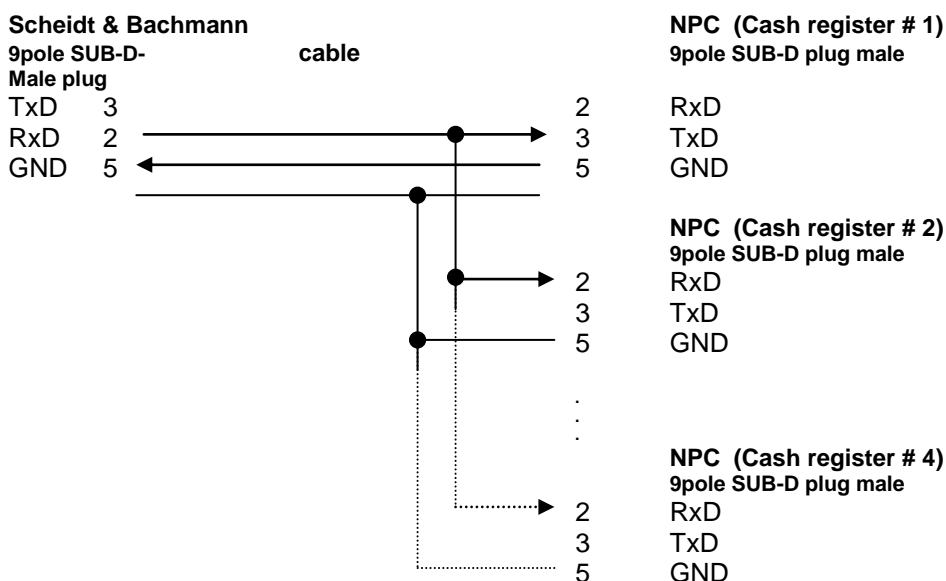 Scheidt & Bachmann
9pole SUB-D-
Male plug
cable
NPC (Cash register # 1)
9pole SUB-D plug male
TxD 3
RxD 2
GND 5
2 RxD
3 TxD
5 GND
NPC (Cash register # 2)
9pole SUB-D plug male
2 RxD
3 TxD
5 GND
.
.
.
NPC (Cash register # 4)
9pole SUB-D plug male
2 RxD
3 TxD
5 GND